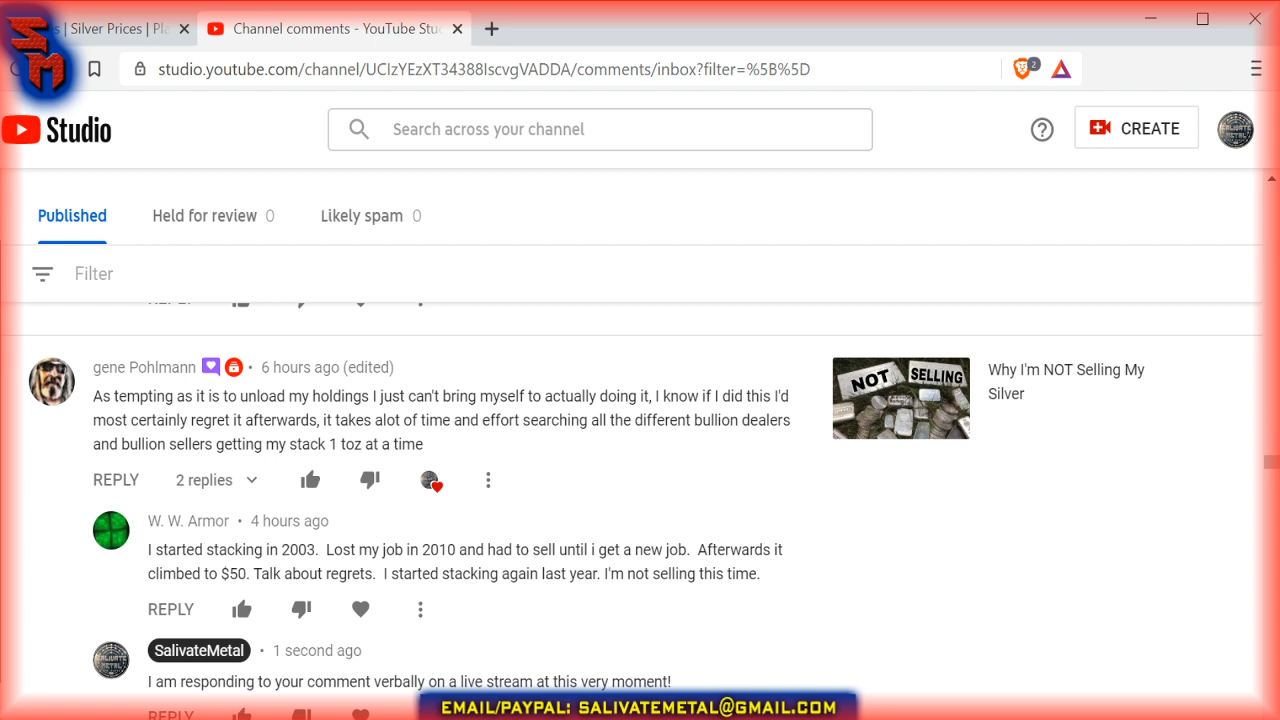 s | Silver Prices | Pla
Channel comments - YouTube Stu
SM
studio.youtube.com/channel/UCIzYEzXT34388IscvgVADDA/comments/inbox?filter=%5B%5D
2
Studio
Search across your channel
CREATE
Published
Held for review 0
Likely spam 0
Filter
REPLY
gene Pohlmann • 6 hours ago (edited)
As tempting as it is to unload my holdings I just can't bring myself to actually doing it, I know if I did this I'd
most certainly regret it afterwards, it takes alot of time and effort searching all the different bullion dealers
and bullion sellers getting my stack 1 toz at a time
NOT SELLING
Why I'm NOT Selling My
Silver
REPLY 2 replies
W. W. Armor • 4 hours ago
I started stacking in 2003. Lost my job in 2010 and had to sell until i get a new job. Afterwards it
climbed to $50. Talk about regrets. I started stacking again last year. I'm not selling this time.
REPLY
SalivateMetal • 1 second ago
I am responding to your comment verbally on a live stream at this very moment!
REPLY
EMAIL/PAYPAL: SALIVATEMETAL@GMAIL.COM